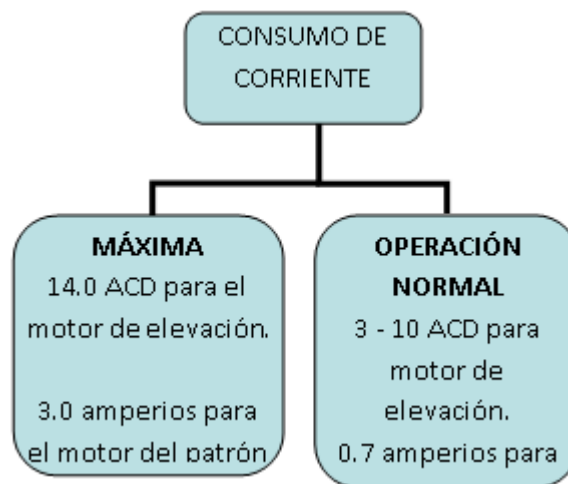 CONSUMO DE
CORRIENTE
MÁXIMA
14.0 ACD para el
motor de elevación.
3.0 amperios para
el motor del patrón
OPERACIÓN
NORMAL
3 - 10 ACD para
motor de
elevación.
0.7 amperios para